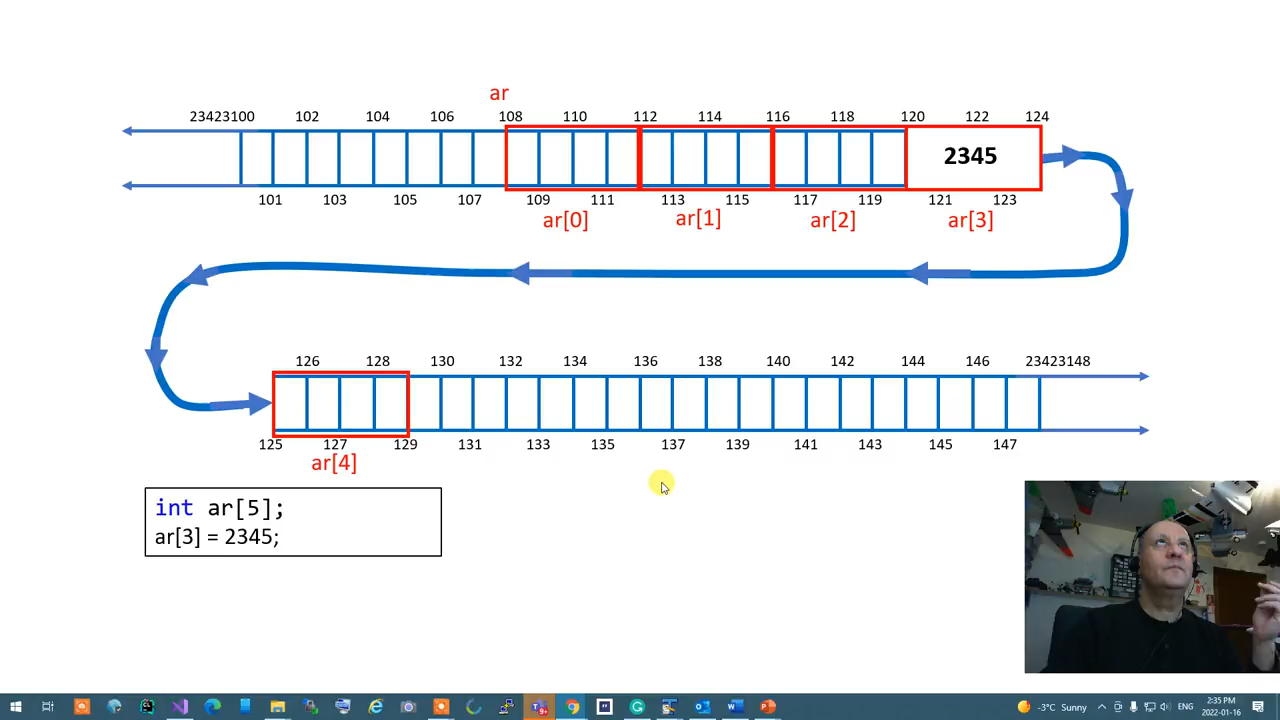 ar
23423100 102 104 106 108 110 112 114 116 118 120 122 124
2345
101 103 105 107 109 111 113 115 117 119 121 123
ar[0] ar[1] ar[2] ar[3]
126 128 130 132 134 136 138 140 142 144 146 23423148
125 127 129 131 133 135 137 139 141 143 145 147
ar[4]
int ar[5];
ar[3] = 2345;
-3°C Sunny
ENG
2:35 PM
2022-01-16